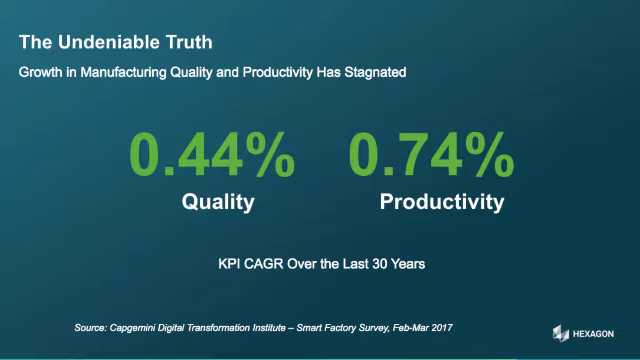 The Undeniable Truth
Growth in Manufacturing Quality and Productivity Has Stagnated
0.44% 0.74%
Quality Productivity
KPI CAGR Over the Last 30 Years
Source: Capgemini Digital Transformation Institute – Smart Factory Survey, Feb-Mar 2017
HEXAGON